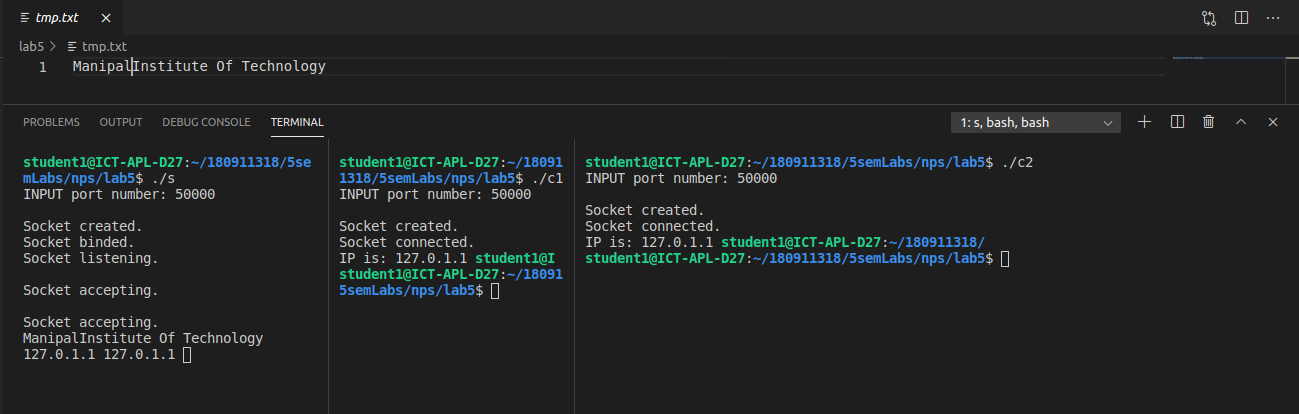 tmp.txt
lab5 > tmp.txt
1 ManipalInstitute Of Technology
PROBLEMS OUTPUT DEBUG CONSOLE TERMINAL
1: s, bash, bash
student1@ICT-APL-D27:~/180911318/5se
mLabs/nps/lab5$ ./s
INPUT port number: 50000
Socket created.
Socket binded.
Socket listening.
Socket accepting.
Socket accepting.
ManipalInstitute Of Technology
127.0.1.1 127.0.1.1
student1@ICT-APL-D27:~/18091
1318/5semLabs/nps/lab5$ ./c1
INPUT port number: 50000
Socket created.
Socket connected.
IP is: 127.0.1.1 student1@I
student1@ICT-APL-D27:~/18091
5semLabs/nps/lab5$
student1@ICT-APL-D27:~/180911318/5semLabs/nps/lab5$ ./c2
INPUT port number: 50000
Socket created.
Socket connected.
IP is: 127.0.1.1 student1@ICT-APL-D27:~/180911318/
student1@ICT-APL-D27:~/180911318/5semLabs/nps/lab5$